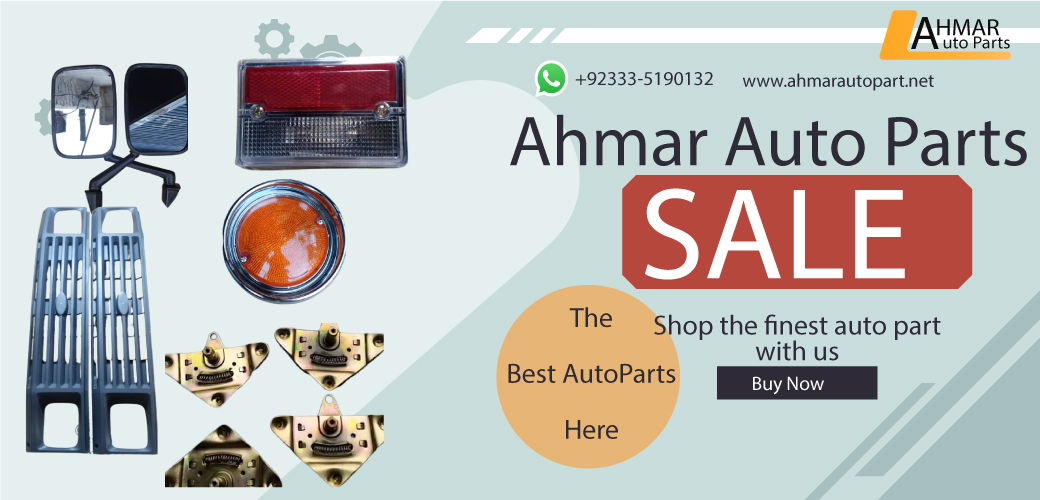 AHMAR
Auto Parts
+92333-5190132
www.ahmarautopart.net
Ahmar Auto Parts
SALE
The
Best AutoParts
Here
Shop the finest auto part
with us
Buy Now